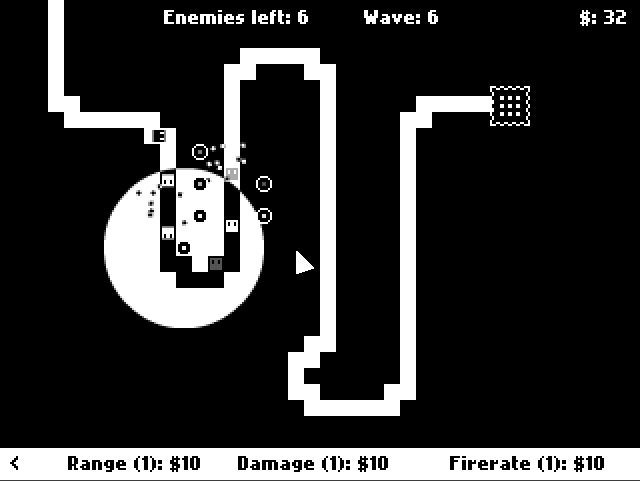 Enemies left: 6 Wave: 6 $: 32
< Range (1): $10 Damage (1): $10 Firerate (1): $10